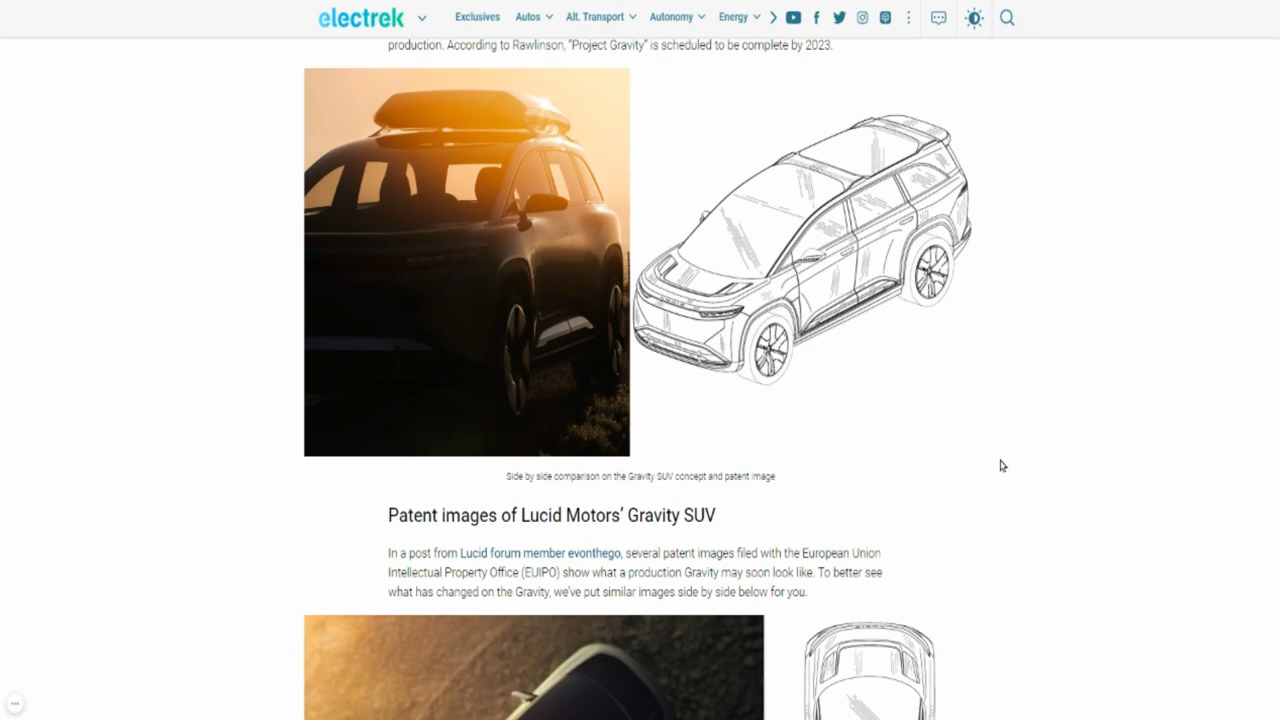 electrek
Exclusives Autos Alt. Transport Autonomy Energy
production. According to Rawlinson, “Project Gravity” is scheduled to be complete by 2023.
Side by side comparison on the Gravity SUV concept and patent image
Patent images of Lucid Motors’ Gravity SUV
In a post from Lucid forum member evonthego, several patent images filed with the European Union
Intellectual Property Office (EUIPO) show what a production Gravity may soon look like. To better see
what has changed on the Gravity, we’ve put similar images side by side below for you.